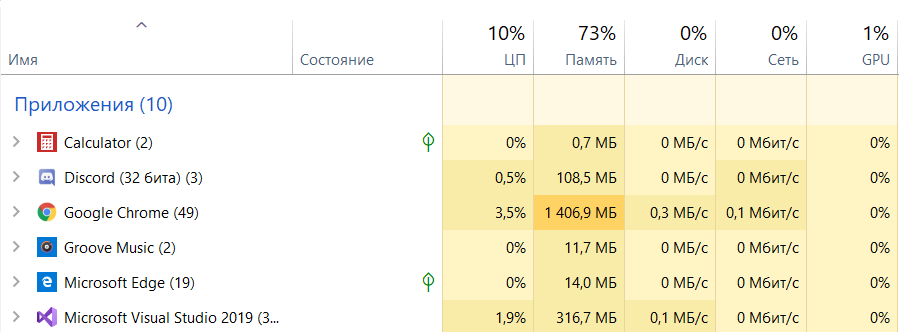 10% 73% 0% 0% 1%
Имя Состояние ЦП Память Диск Сеть GPU
Приложения (10)
Calculator (2) 0% 0,7 МБ 0 МБ/с 0 Мбит/с 0%
Discord (32 бита) (3) 0,5% 108,5 МБ 0 МБ/с 0 Мбит/с 0%
Google Chrome (49) 3,5% 1 406,9 МБ 0,3 МБ/с 0,1 Мбит/с 0%
Groove Music (2) 0% 11,7 МБ 0 МБ/с 0 Мбит/с 0%
Microsoft Edge (19) 0% 14,0 МБ 0 МБ/с 0 Мбит/с 0%
Microsoft Visual Studio 2019 (3... 1,9% 316,7 МБ 0,1 МБ/с 0 Мбит/с 0%